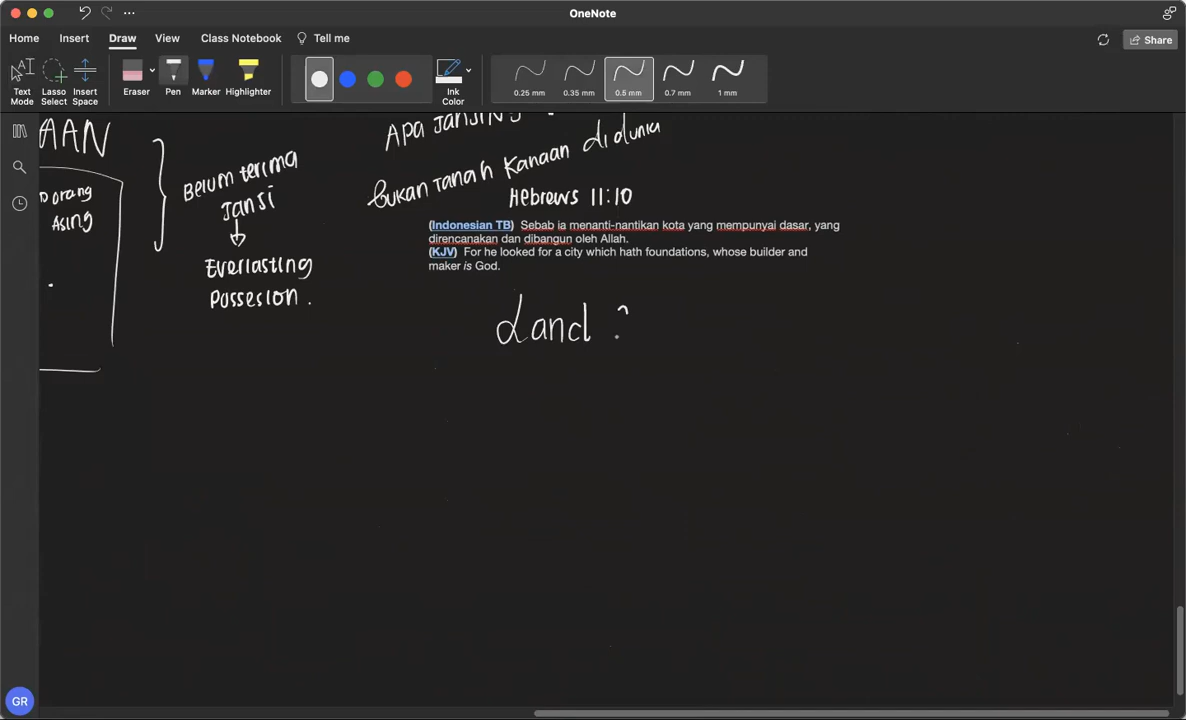 OneNote
Home Insert Draw View Class Notebook Tell me
Share
Text Mode
Lasso Select
Insert Space
Eraser
Pen
Marker
Highlighter
Ink Color
0.25 mm
0.35 mm
0.5 mm
0.7 mm
1 mm
AAN
orang
Asing
Belum terima
Janji
Everlasting
Possesion .
Apa
bukan Tanah Kanaan di dunia
Hebrews 11:10
(Indonesian TB) Sebab ia menanti-nantikan kota yang mempunyai dasar, yang
direncanakan dan dibangun oleh Allah.
(KJV) For he looked for a city which hath foundations, whose builder and
maker is God.
Land ?
GR